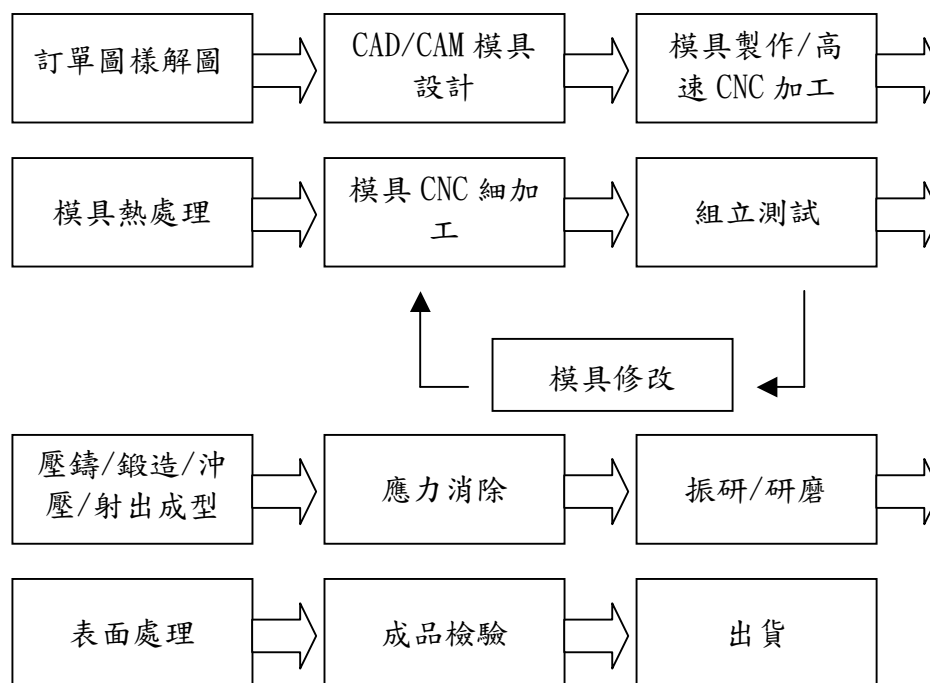 訂單圖樣解圖
CAD/CAM 模具
設計
模具製作/高
速 CNC 加工
模具熱處理
模具 CNC 細加
工
組立測試
模具修改
壓鑄/鍛造/沖
壓/射出成型
應力消除
振研/研磨
表面處理
成品檢驗
出貨